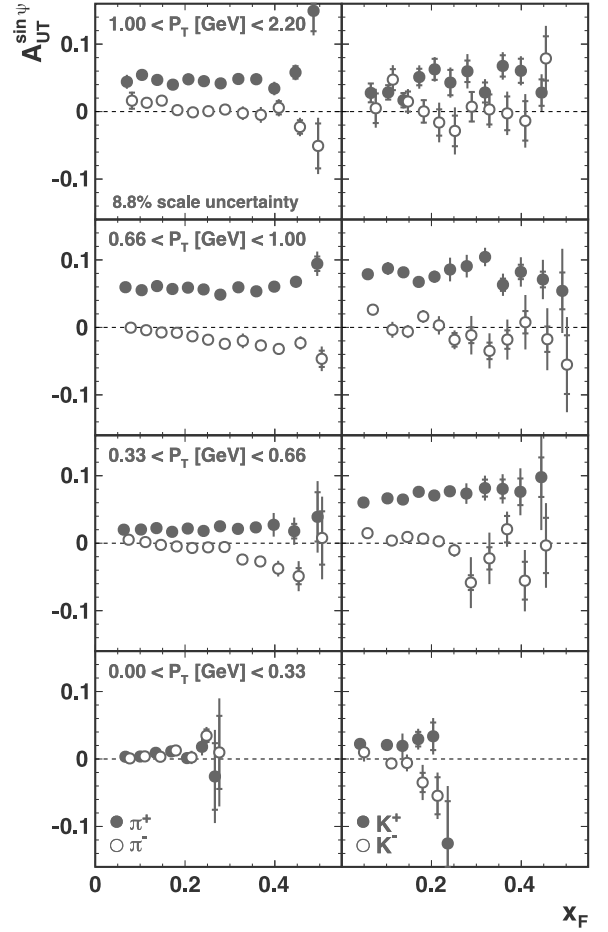 A_UT^sin ψ
1.00 < P_T [GeV] < 2.20
0.1
0
-0.1
8.8% scale uncertainty
0.66 < P_T [GeV] < 1.00
0.1
0
-0.1
0.33 < P_T [GeV] < 0.66
0.1
0
-0.1
0.00 < P_T [GeV] < 0.33
0.1
0
-0.1
π+
π-
K+
K-
0 0.2 0.4 0.2 0.4
x_F